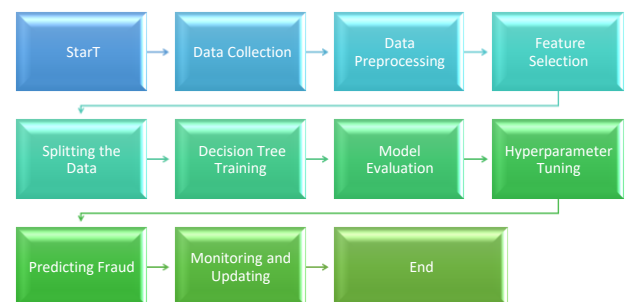 StarT
Data Collection
Data
Preprocessing
Feature
Selection
Splitting the
Data
Decision Tree
Training
Model
Evaluation
Hyperparameter
Tuning
Predicting Fraud
Monitoring and
Updating
End